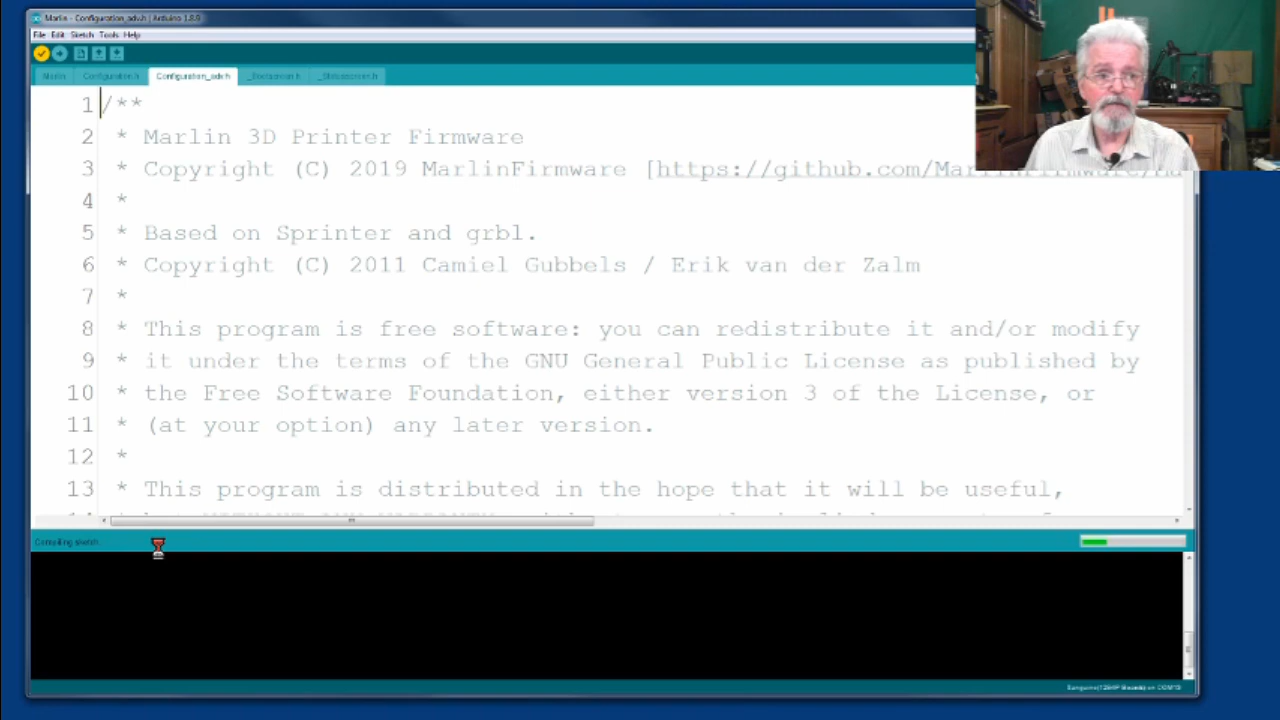 Marlin - Configuration_adv.h | Arduino 1.8.9
File Edit Sketch Tools Help
Marlin Configuration.h Configuration_adv.h _Bootscreen.h _Statusscreen.h
1 /**
2 * Marlin 3D Printer Firmware
3 * Copyright (C) 2019 MarlinFirmware [https://github.com/MarlinFirmware/Ma
4 *
5 * Based on Sprinter and grbl.
6 * Copyright (C) 2011 Camiel Gubbels / Erik van der Zalm
7 *
8 * This program is free software: you can redistribute it and/or modify
9 * it under the terms of the GNU General Public License as published by
10 * the Free Software Foundation, either version 3 of the License, or
11 * (at your option) any later version.
12 *
13 * This program is distributed in the hope that it will be useful,
Compiling sketch...